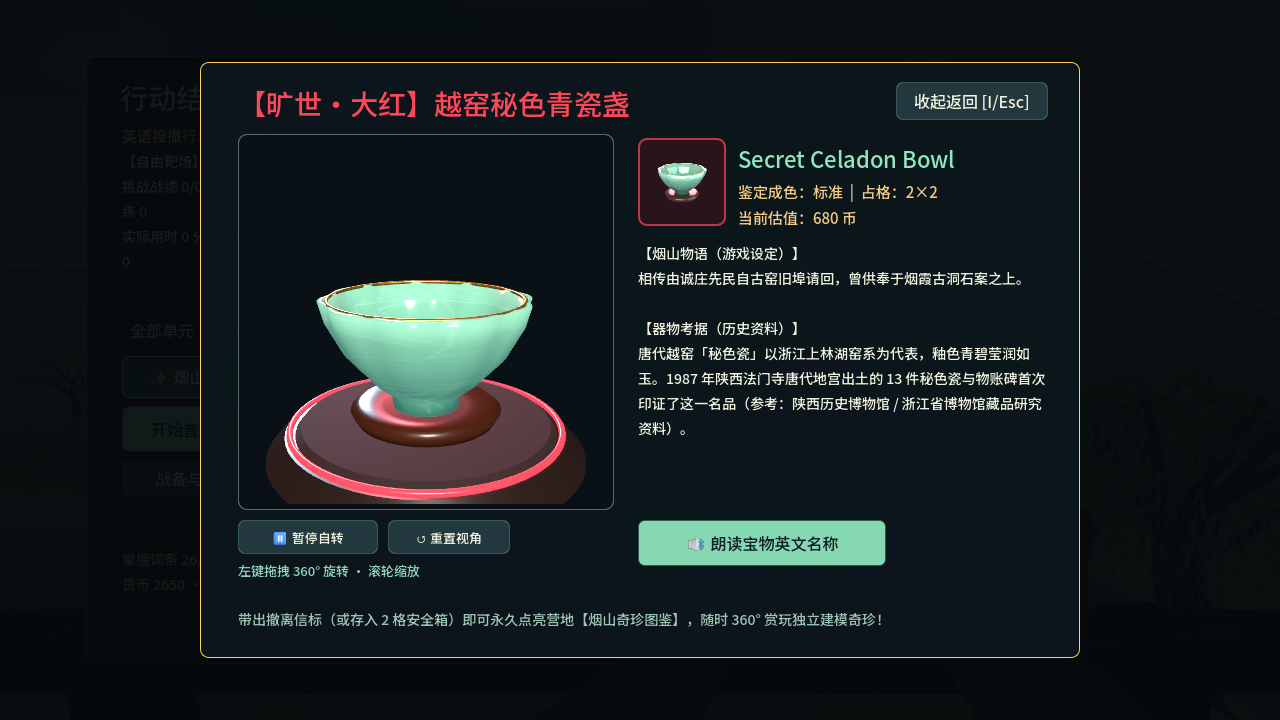 【旷世·大红】越窑秘色青瓷盏
收起返回 [I/Esc]
Secret Celadon Bowl
鉴定成色：标准 | 占格：2×2
当前估值：680 币
【烟山物语（游戏设定）】
相传由诚庄先民自古窑旧埠请回，曾供奉于烟霞古洞石案之上。
【器物考据（历史资料）】
唐代越窑「秘色瓷」以浙江上林湖窑系为代表，釉色青碧莹润如
玉。1987 年陕西法门寺唐代地宫出土的 13 件秘色瓷与物账碑首次
印证了这一名品（参考：陕西历史博物馆 / 浙江省博物馆藏品研究
资料）。
⏸ 暂停自转
↺ 重置视角
🔊 朗读宝物英文名称
左键拖拽 360° 旋转 · 滚轮缩放
带出撤离信标（或存入 2 格安全箱）即可永久点亮营地【烟山奇珍图鉴】，随时 360° 赏玩独立建模奇珍！
行动结
英语搜撤行
【自由靶场】
挑战战绩 0/0
练 0
实际用时 0 分
0
全部单元
✨ 烟山
开始营
战备与
掌握词条 26
货币 2650 ·